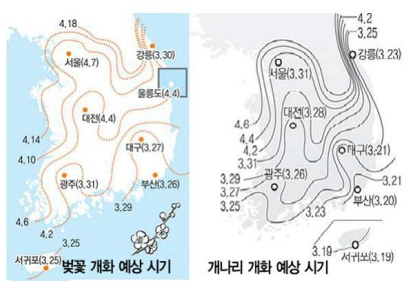 4,18
서울(4,7)
강릉(3,30)
울릉도(4,4)
대전(4,4)
대구(3,27)
4,14
4,10
광주(3,31)
부산(3,26)
3,29
4,6
4,2
3,25
서귀포(3,25)
벚꽃 개화 예상 시기
4,2
3,25
강릉(3,23)
서울(3,31)
대전(3,28)
4,6
4,4
4,2
3,31
대구(3,21)
3,29
광주(3,26)
3,27
3,25
3,21
부산(3,20)
3,23
3,19
서귀포(3,19)
개나리 개화 예상 시기